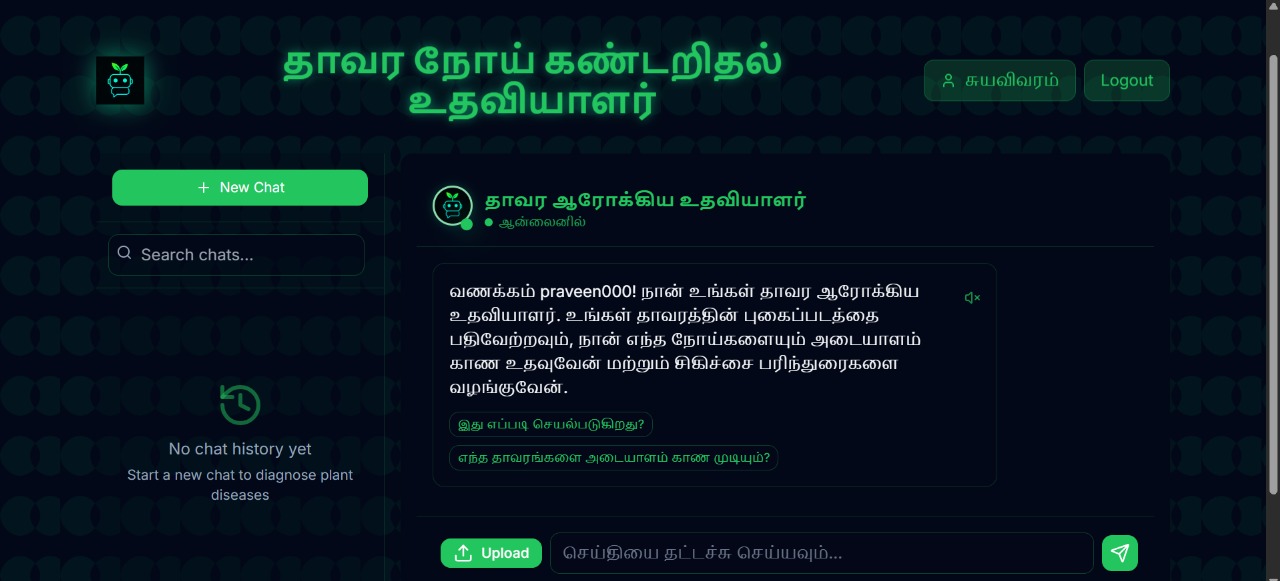 தாவர நோய் கண்டறிதல்
உதவியாளர்
சுயவிவரம்
Logout
New Chat
Search chats...
No chat history yet
Start a new chat to diagnose plant
diseases
தாவர ஆரோக்கிய உதவியாளர்
ஆன்லைனில்
வணக்கம் praveen000! நான் உங்கள் தாவர ஆரோக்கிய
உதவியாளர். உங்கள் தாவரத்தின் புகைப்படத்தை
பதிவேற்றவும், நான் எந்த நோய்களையும் அடையாளம்
காண உதவுவேன் மற்றும் சிகிச்சை பரிந்துரைகளை
வழங்குவேன்.
இது எப்படி செயல்படுகிறது?
எந்த தாவரங்களை அடையாளம் காண முடியும்?
Upload
செய்தியை தட்டச்சு செய்யவும்...